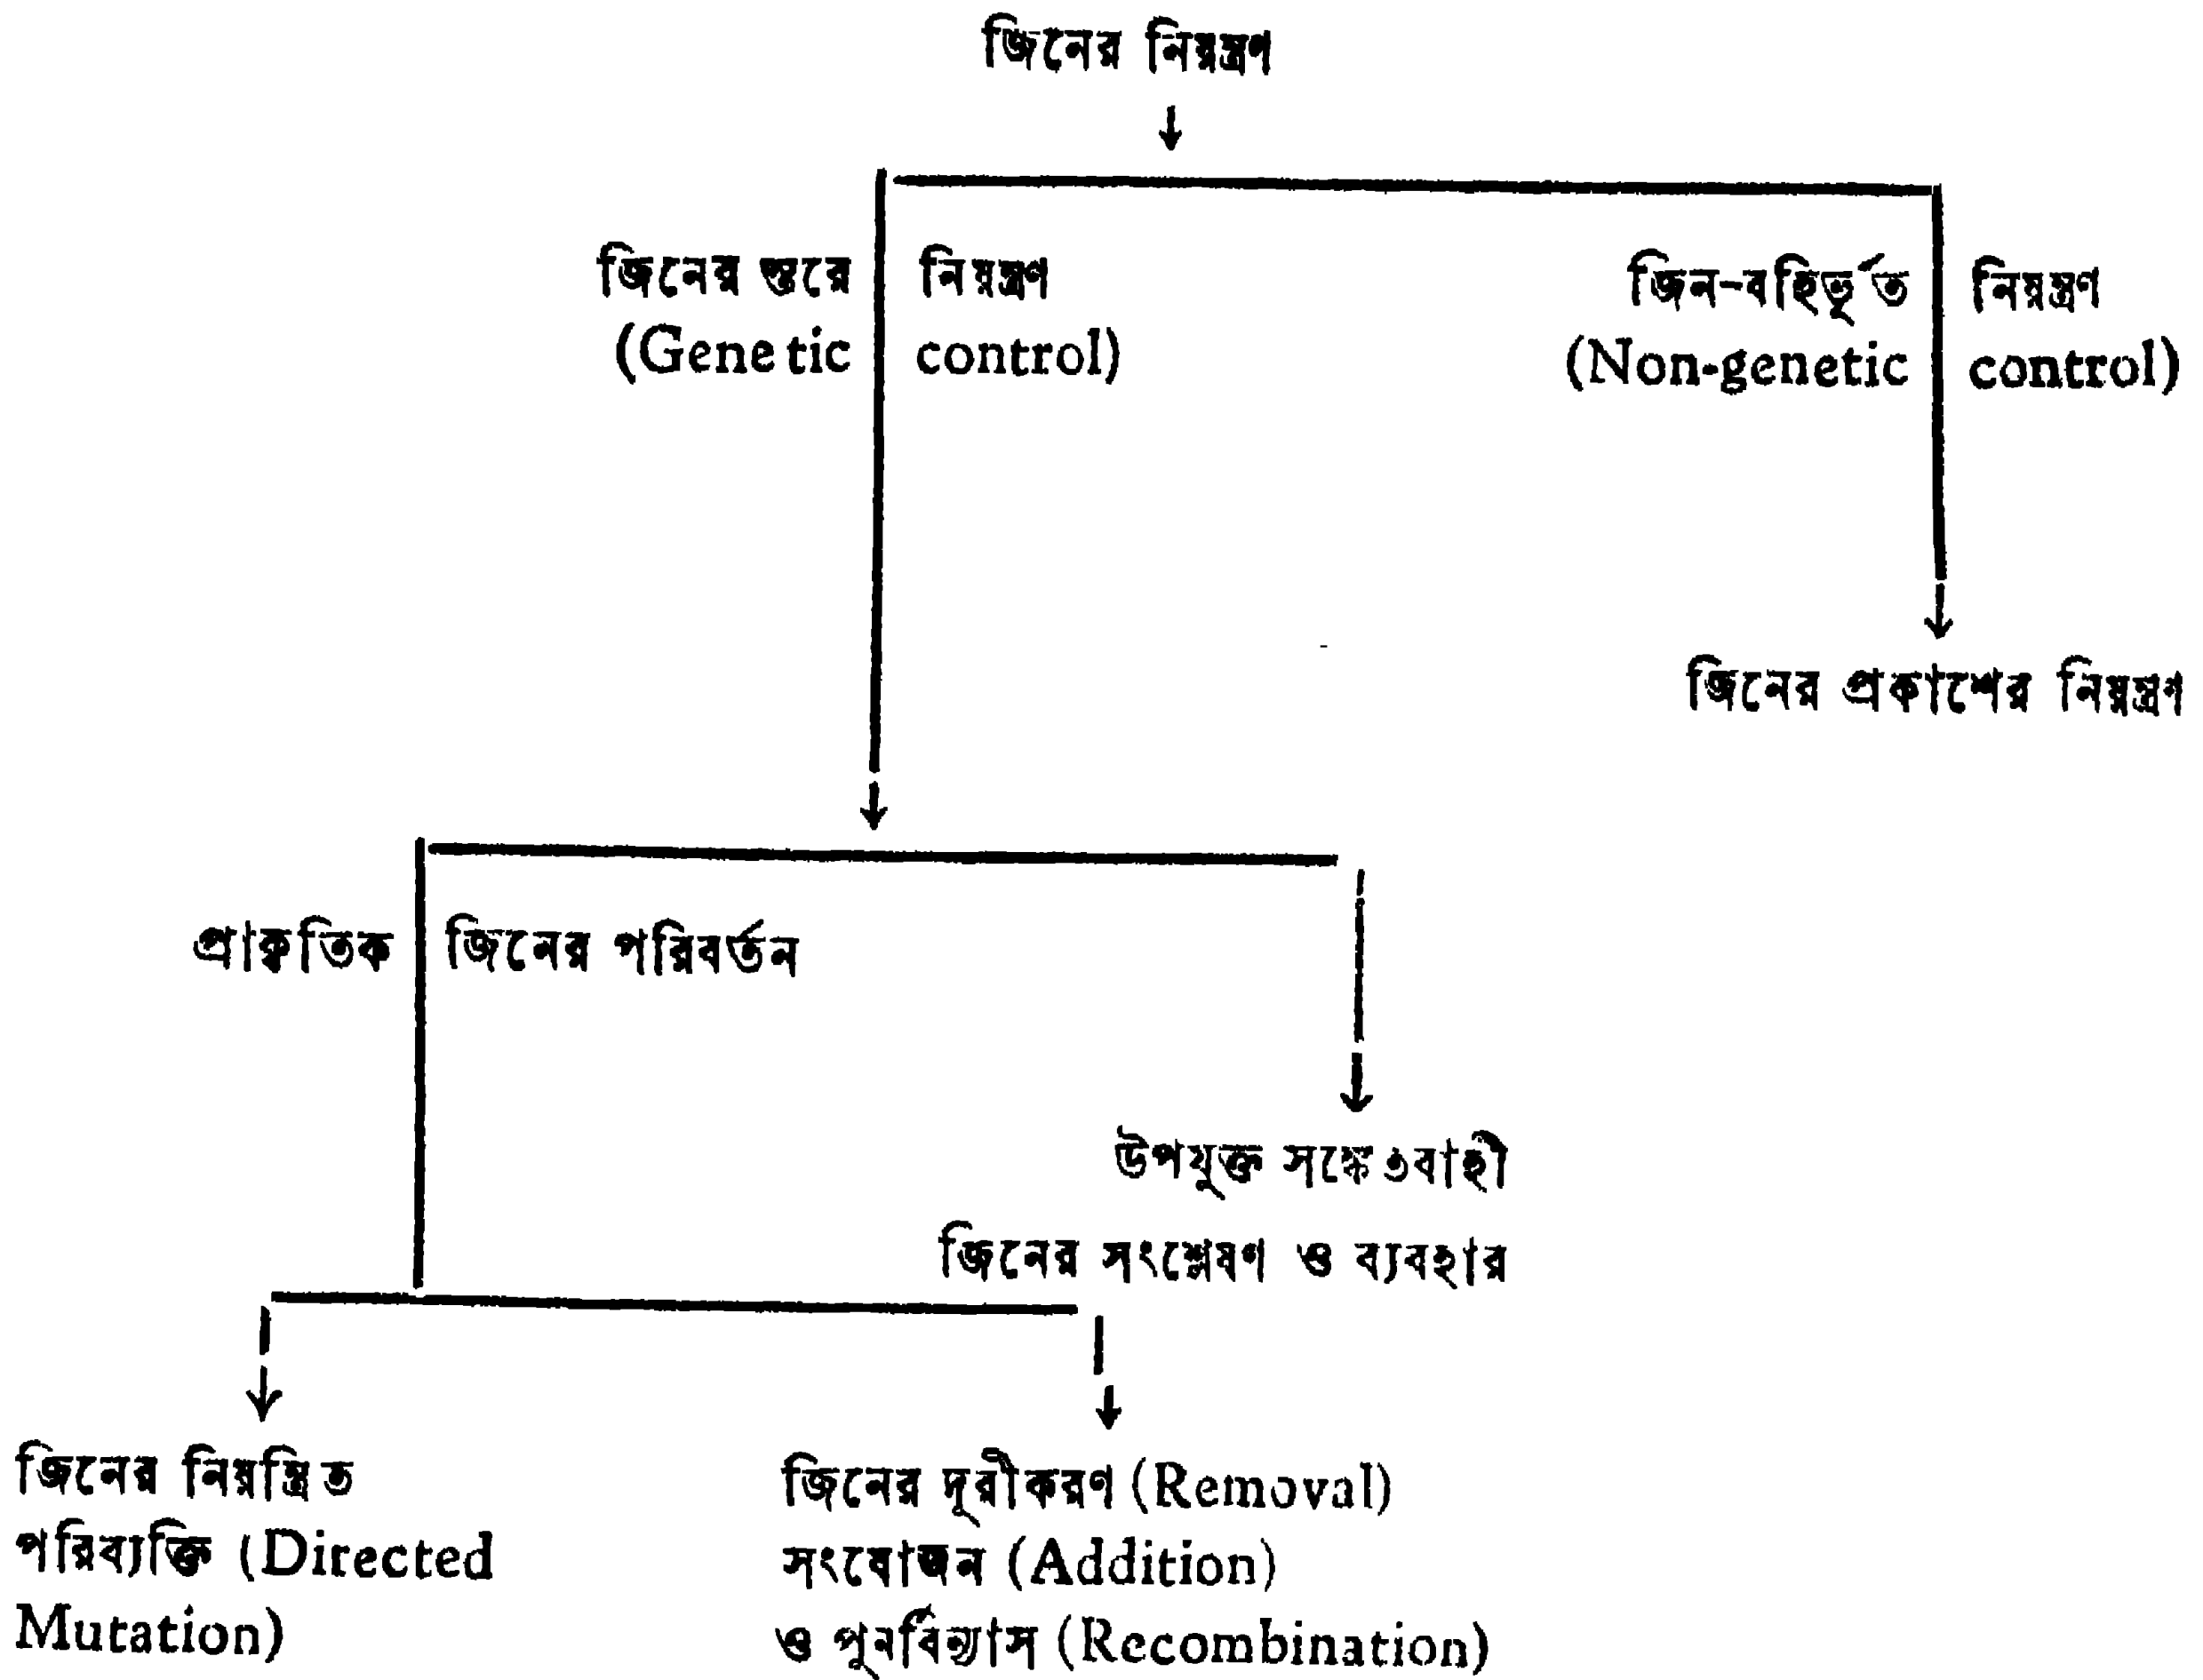 জিনের নিয়ন্ত্রণ
জিনের স্তরে নিয়ন্ত্রণ
(Genetic control)
জিন-বহির্ভূত নিয়ন্ত্রণ
(Non-genetic control)
জিনের প্রকাশের নিয়ন্ত্রণ
প্রাকৃতিক জিনের পরিবর্তন
উপযুক্ত সঙ্কেতবাহী
জিনের সংশ্লেষণ ও ব্যবহার
জিনের নিয়ন্ত্রিত
পরিব্যক্তি (Directed
Mutation)
জিনের দূরীকরণ (Removal)
সংযোজন (Addition)
ও পুনর্বিন্যাস (Recombination)